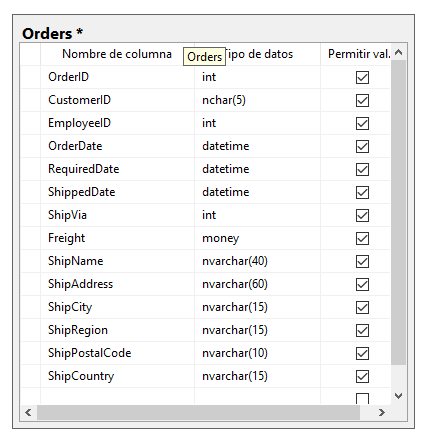 Orders *
Nombre de columna Orders ipo de datos Permitir val.
OrderID int
CustomerID nchar(5)
EmployeeID int
OrderDate datetime
RequiredDate datetime
ShippedDate datetime
ShipVia int
Freight money
ShipName nvarchar(40)
ShipAddress nvarchar(60)
ShipCity nvarchar(15)
ShipRegion nvarchar(15)
ShipPostalCode nvarchar(10)
ShipCountry nvarchar(15)